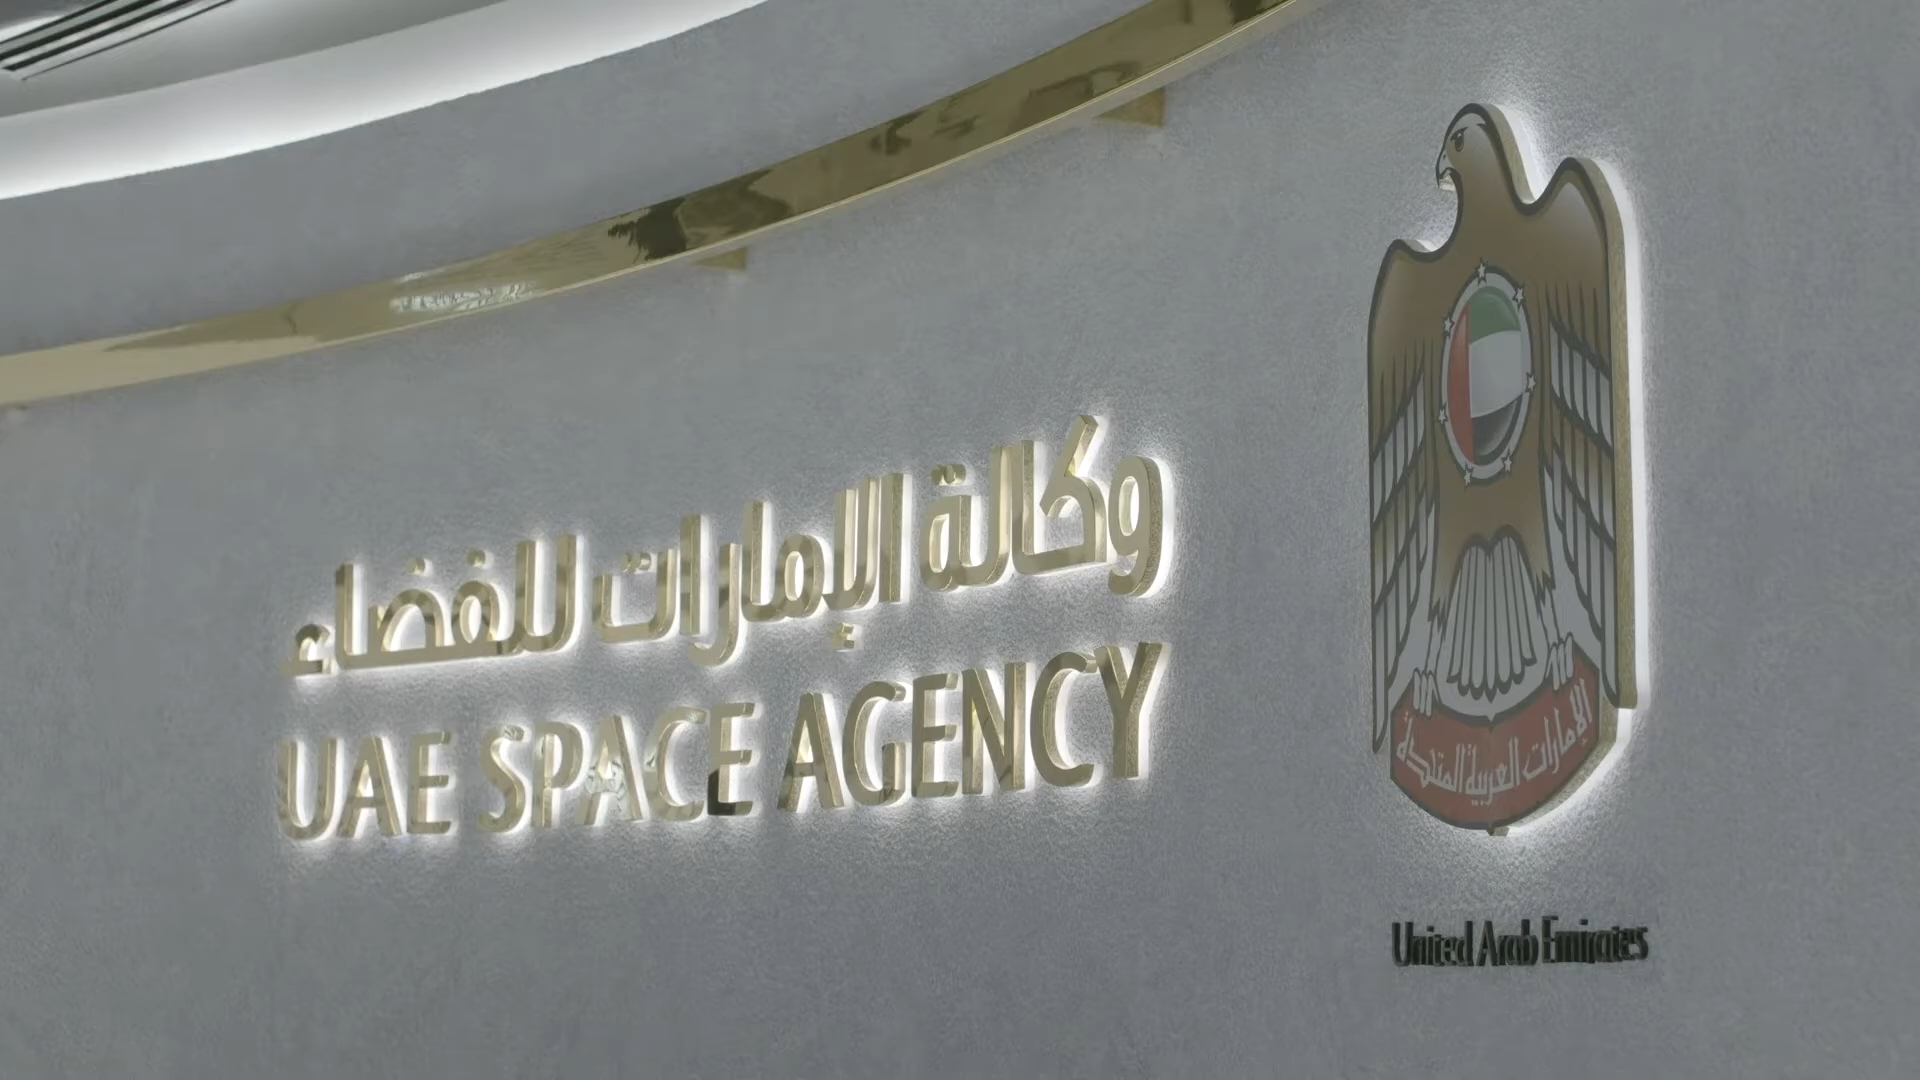 وكالة الإمارات للفضاء
UAE SPACE AGENCY
الإمارات العربية المتحدة
United Arab Emirates